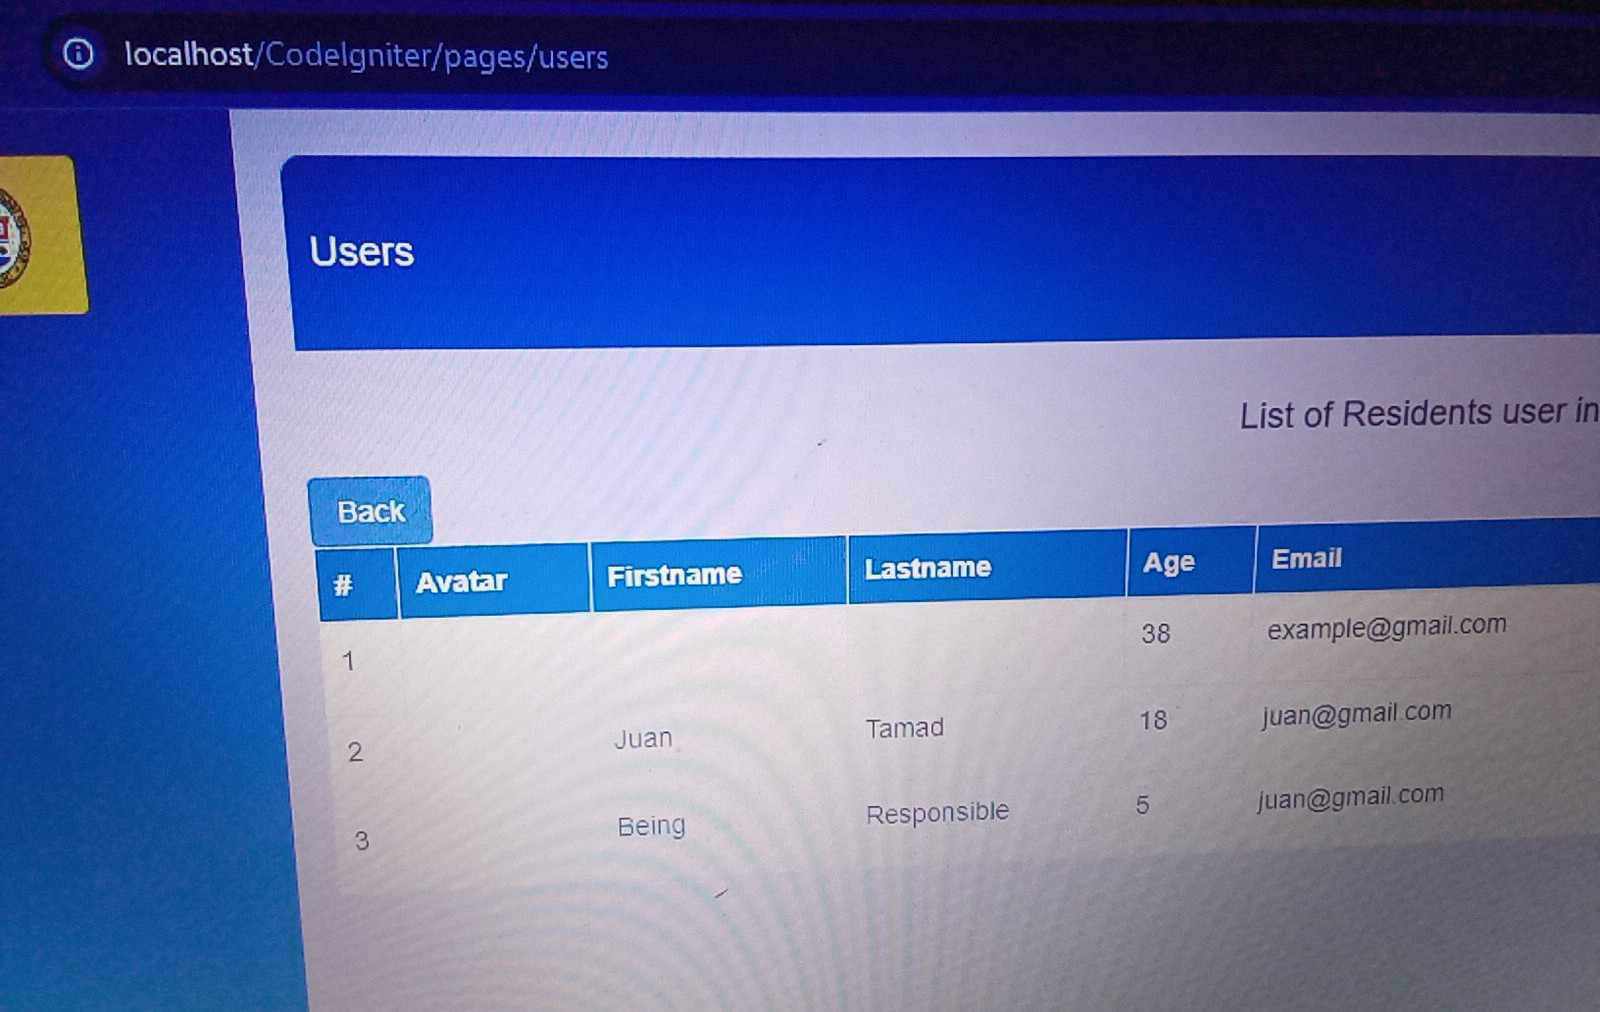 localhost/CodeIgniter/pages/users
Users
List of Residents user in
Back
# Avatar Firstname Lastname Age Email
1 38 example@gmail.com
2 Juan Tamad 18 juan@gmail.com
3 Being Responsible 5 juan@gmail.com